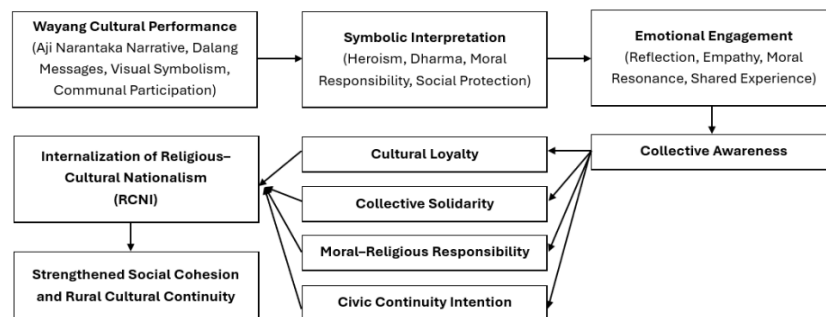 Wayang Cultural Performance
(Aji Narantaka Narrative, Dalang
Messages, Visual Symbolism,
Communal Participation)
Symbolic Interpretation
(Heroism, Dharma, Moral
Responsibility, Social Protection)
Emotional Engagement
(Reflection, Empathy, Moral
Resonance, Shared Experience)
Collective Awareness
Cultural Loyalty
Collective Solidarity
Moral–Religious Responsibility
Civic Continuity Intention
Internalization of Religious–
Cultural Nationalism
(RCNI)
Strengthened Social Cohesion
and Rural Cultural Continuity